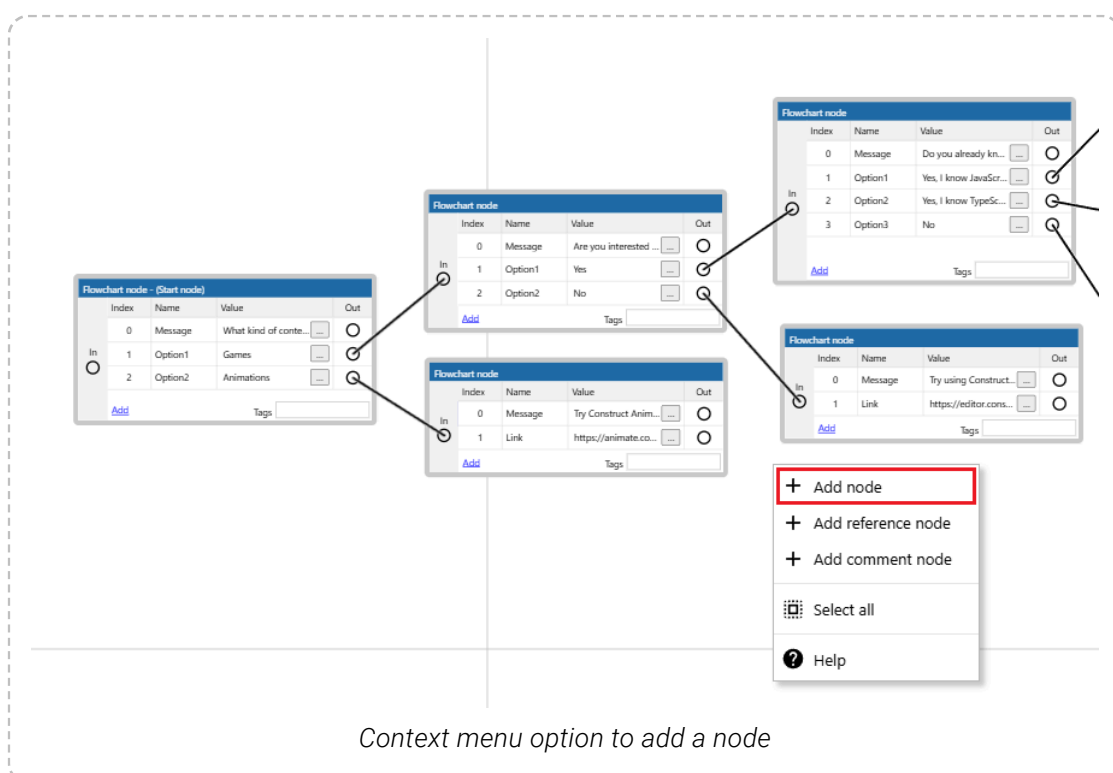 Flowchart node - (Start node)
Index Name Value Out
0 Message What kind of conte... ...
In
1 Option1 Games ...
2 Option2 Animations ...
Add Tags
Flowchart node
Index Name Value Out
0 Message Are you interested ... ...
In
1 Option1 Yes ...
2 Option2 No ...
Add Tags
Flowchart node
Index Name Value Out
0 Message Try Construct Anim... ...
In
1 Link https://animate.co... ...
Add Tags
Flowchart node
Index Name Value Out
0 Message Do you already kn... ...
1 Option1 Yes, I know JavaScr... ...
In
2 Option2 Yes, I know TypeSc... ...
3 Option3 No ...
Add Tags
Flowchart node
Index Name Value Out
0 Message Try using Construct... ...
In
1 Link https://editor.cons... ...
Add Tags
Add node
Add reference node
Add comment node
Select all
? Help
Context menu option to add a node